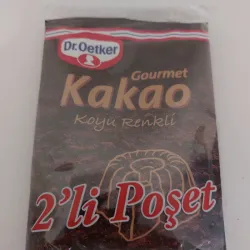 Dr.Oetker
Gourmet
Kakao
Koyu Renkli
2'li Poşet